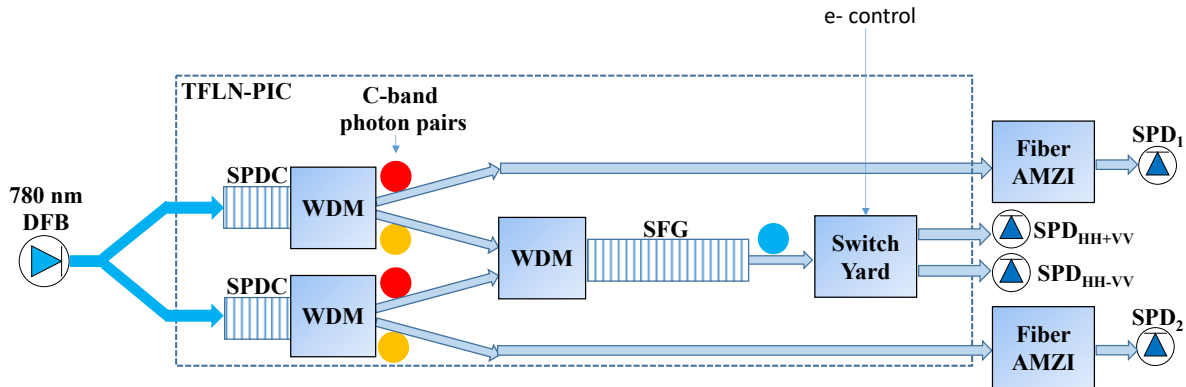 e- control
TFLN-PIC
C-band
photon pairs
SPDC
WDM
780 nm
DFB
SPDC
WDM
WDM
SFG
Switch
Yard
Fiber
AMZI
SPD1
SPDHH+VV
SPDHH-VV
Fiber
AMZI
SPD2